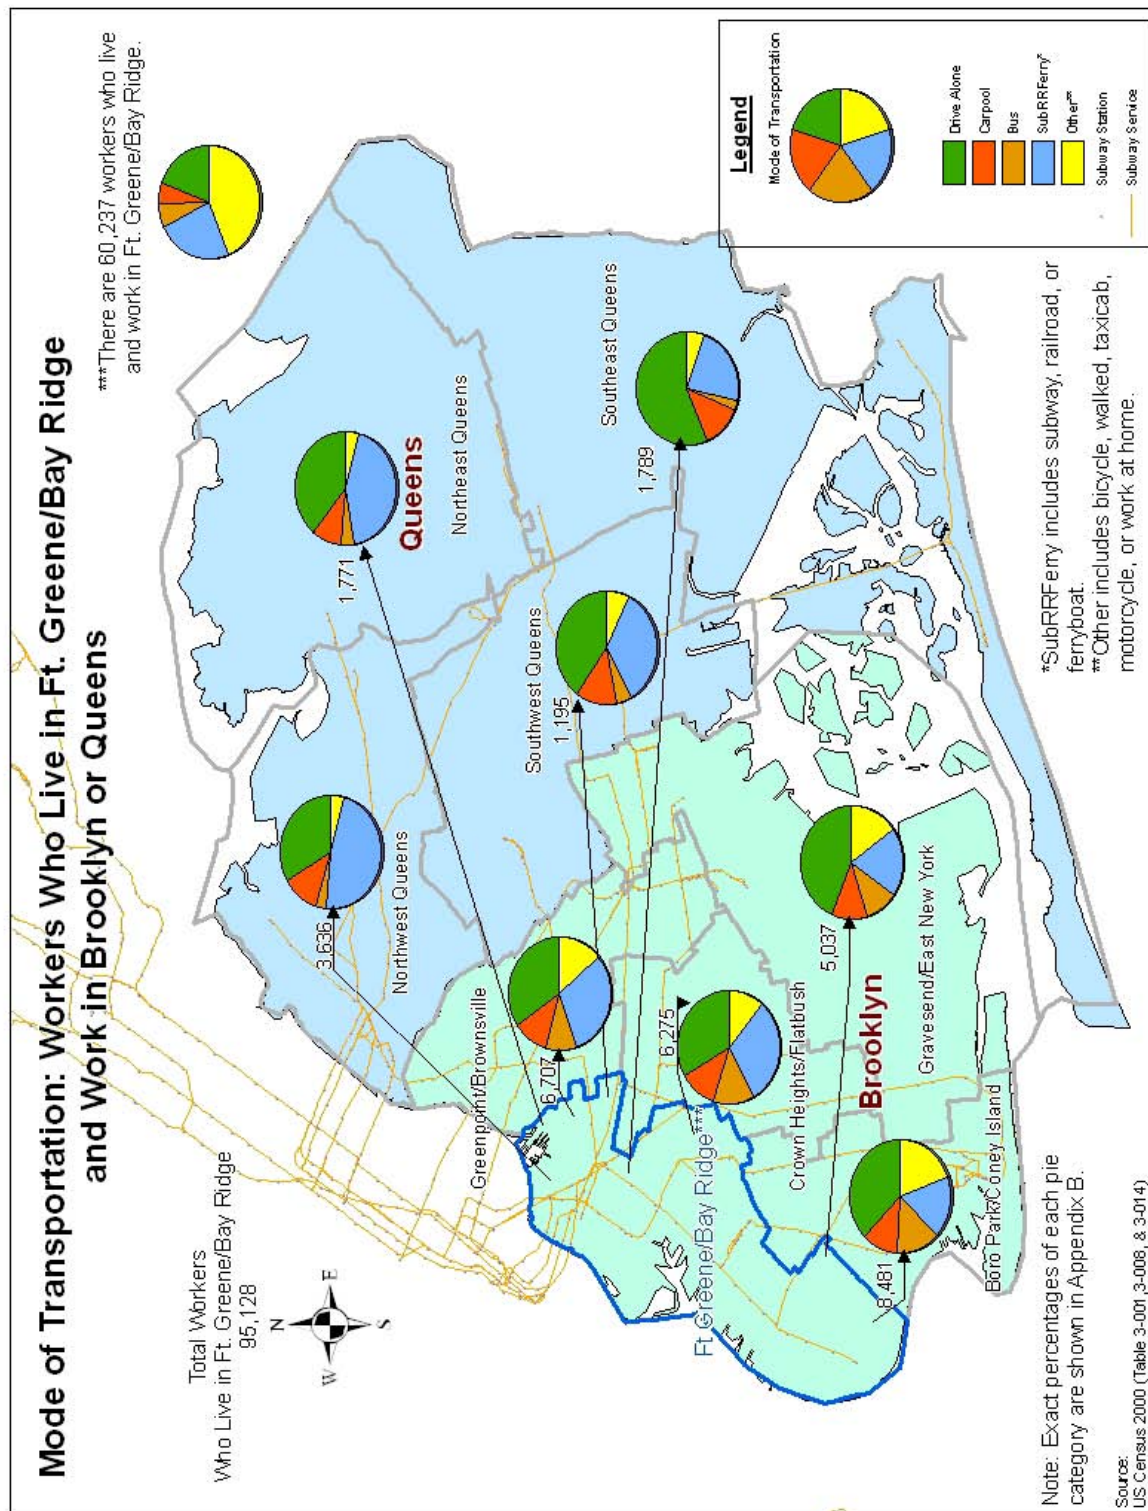 Mode of Transportation: Workers Who Live in Ft. Greene/Bay Ridge
and Work in Brooklyn or Queens
***There are 60,237 workers who live
and work in Ft. Greene/Bay Ridge.
Total Workers
Who Live in Ft. Greene/Bay Ridge
95,128
N
W
E
S
3,636
Northwest Queens
1,771
Queens
Northeast Queens
Greenpoint/Brownsville
6,707
Southwest Queens
1,195
Southeast Queens
1,789
6,275
Ft.Greene/Bay Ridge***
Crown Heights/Flatbush
Brooklyn
5,037
Gravesend/East New York
8,481
Boro Park/Coney Island
Legend
Mode of Transportation
Drive Alone
Carpool
Bus
SubRRFerry*
Other**
Subway Station
Subway Service
Note: Exact percentages of each pie
category are shown in Appendix B.
*SubRRFerry includes subway, railroad, or
ferryboat.
**Other includes bicycle, walked, taxicab,
motorcycle, or work at home.
Source:
US Census 2000 (Table 3-001,3-008, & 3-014)